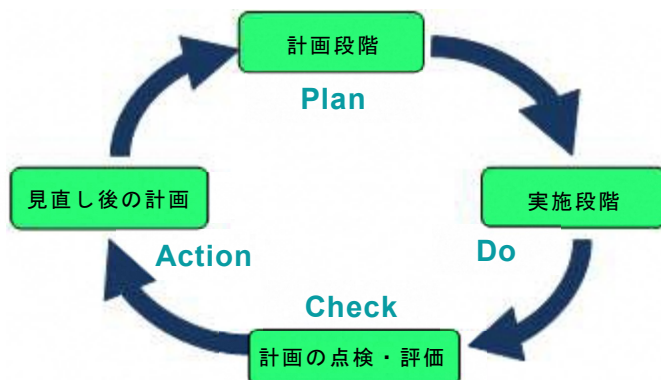 計画段階
Plan
実施段階
Do
Check
計画の点検・評価
見直し後の計画
Action